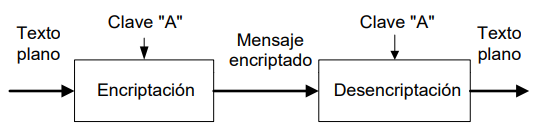 Texto
plano
Clave "A"
Encriptación
Mensaje
encriptado
Clave "A"
Desencriptación
Texto
plano